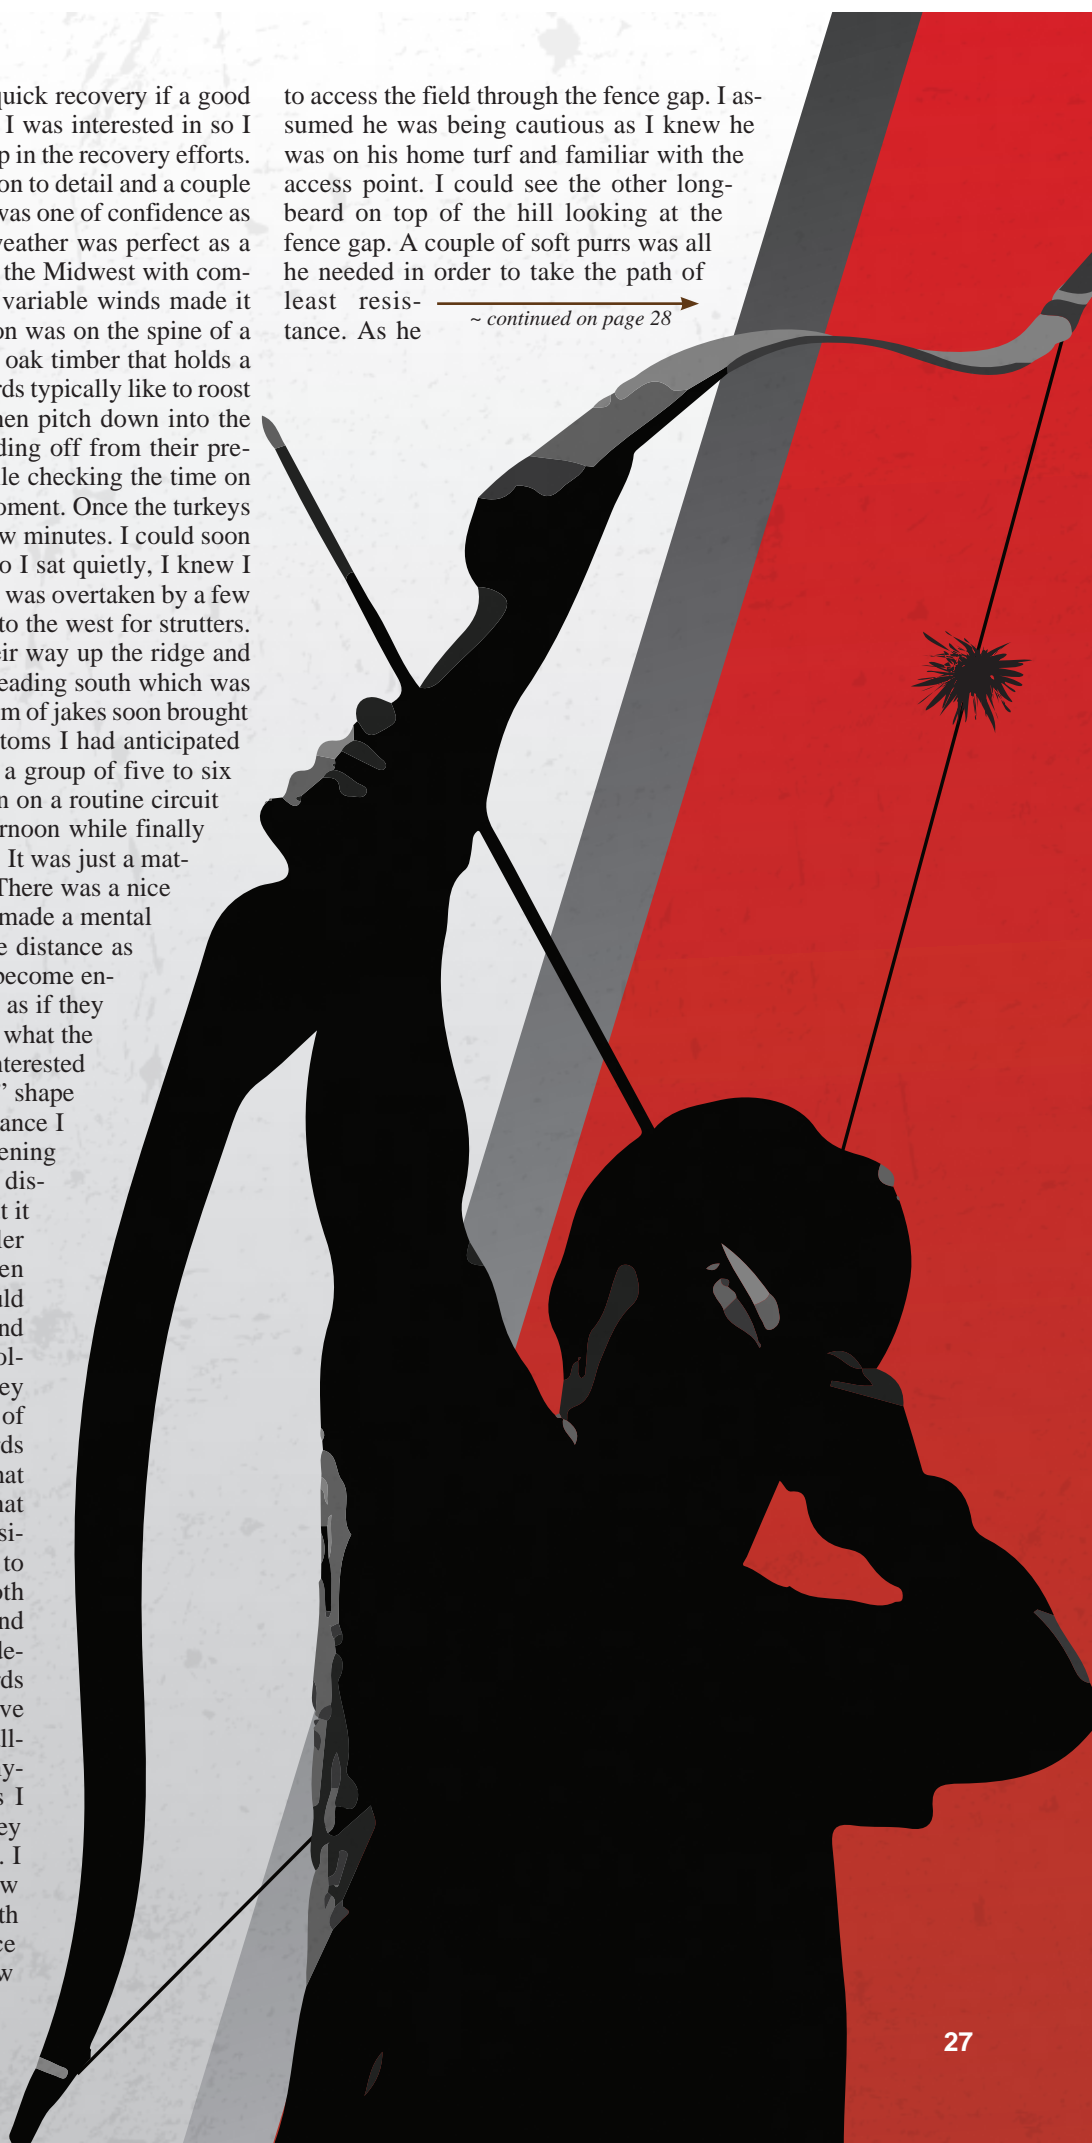 quick recovery if a good
I was interested in so I
p in the recovery efforts.
on to detail and a couple
was one of confidence as
weather was perfect as a
the Midwest with com-
variable winds made it
on was on the spine of a
oak timber that holds a
rds typically like to roost
hen pitch down into the
ding off from their pre-
le checking the time on
oment. Once the turkeys
w minutes. I could soon
o I sat quietly, I knew I
was overtaken by a few
to the west for strutters.
eir way up the ridge and
eading south which was
m of jakes soon brought
toms I had anticipated
a group of five to six
n on a routine circuit
rnoon while finally
It was just a mat-
There was a nice
made a mental
e distance as
become en-
as if they
what the
nterested
” shape
ance I
ening
dis-
t it
ler
en
uld
nd
ol-
ey
of
ds
hat
hat
si-
to
oth
nd
de-
rds
ve
all-
ny-
s I
ey
. I
w
th
ce
w
to access the field through the fence gap. I as-
sumed he was being cautious as I knew he
was on his home turf and familiar with the
access point. I could see the other long-
beard on top of the hill looking at the
fence gap. A couple of soft purrs was all
he needed in order to take the path of
least resis-
tance. As he
~ continued on page 28
27